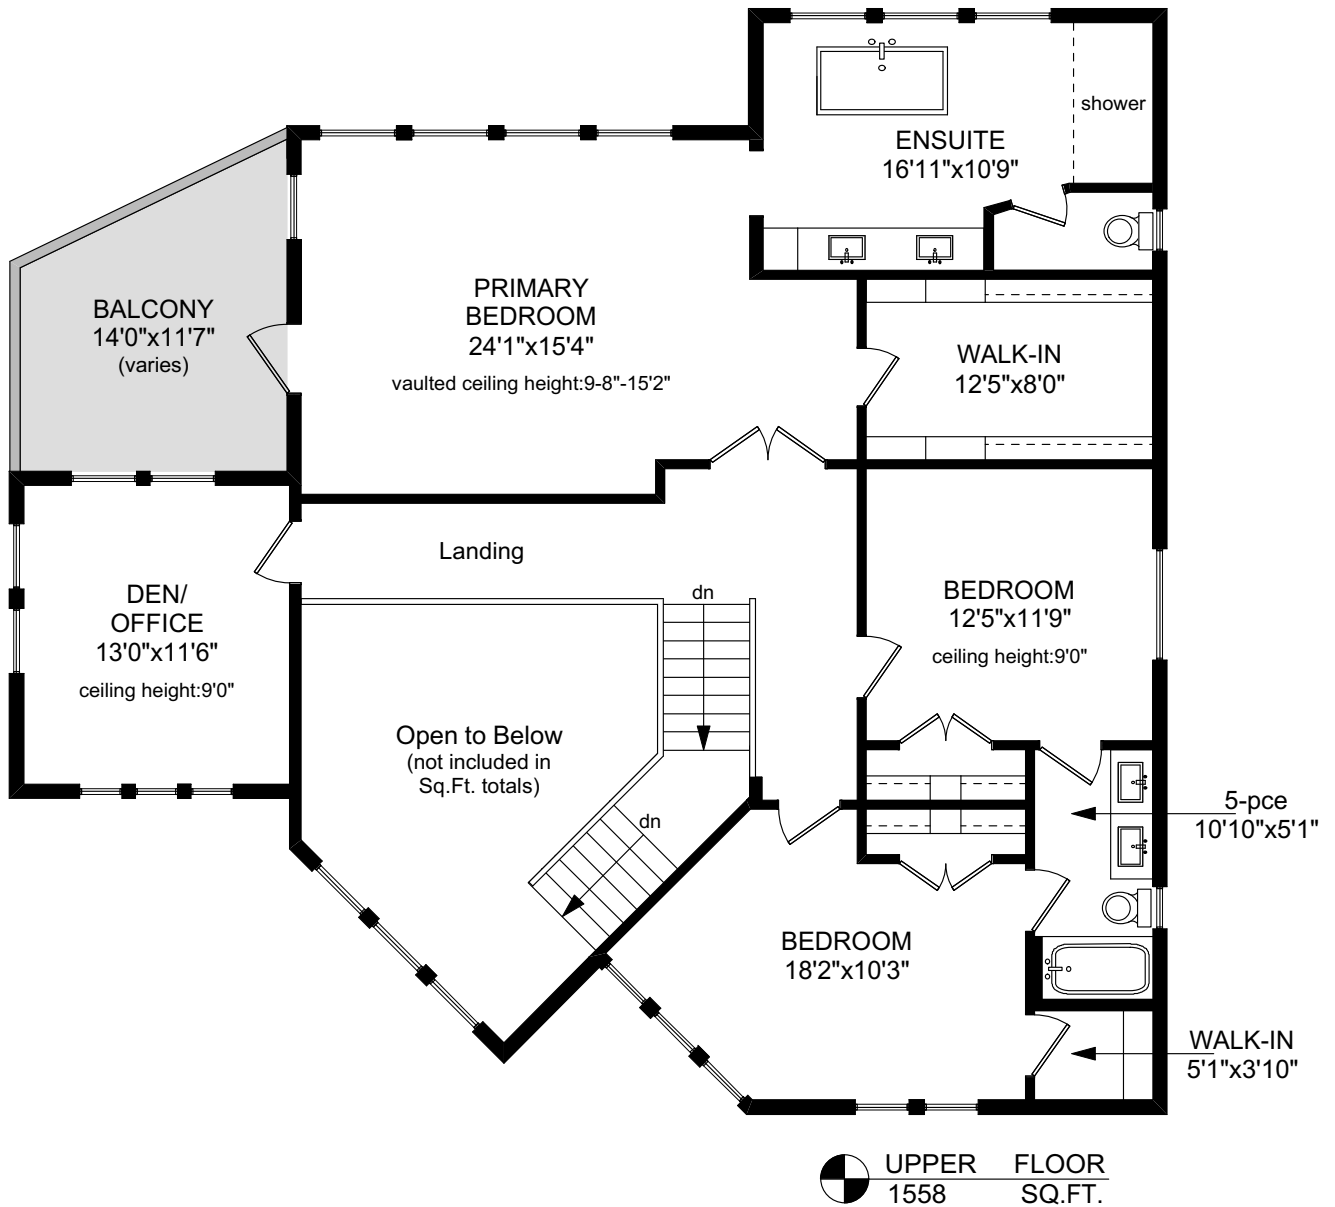 shower
ENSUITE
16'11"x10'9"
BALCONY
14'0"x11'7"
(varies)
PRIMARY
BEDROOM
24'1"x15'4"
vaulted ceiling height:9-8"-15'2"
WALK-IN
12'5"x8'0"
Landing
DEN/
OFFICE
13'0"x11'6"
ceiling height:9'0"
dn
BEDROOM
12'5"x11'9"
ceiling height:9'0"
Open to Below
(not included in
Sq.Ft. totals)
dn
5-pce
10'10"x5'1"
BEDROOM
18'2"x10'3"
WALK-IN
5'1"x3'10"
UPPER FLOOR
1558 SQ.FT.